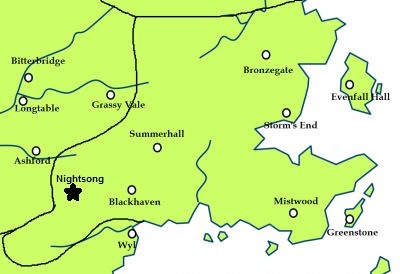 Bitterbridge
Bronzegate
Longtable
Grassy Vale
Evenfall Hall
Storm's End
Summerhall
Ashford
Nightsong
Blackhaven
Mistwood
Greenstone
Wyl